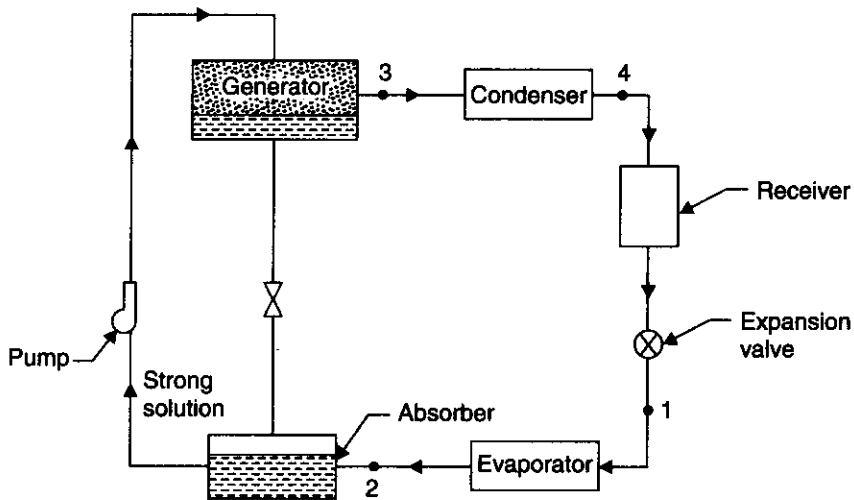 Generator
3
Condenser
4
Receiver
Pump
Expansion
valve
Strong
solution
1
Absorber
Evaporator
2